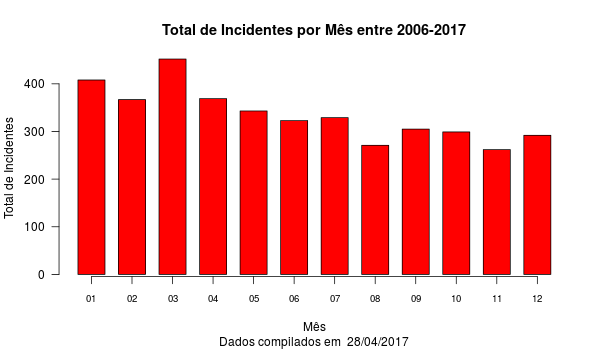 Total de Incidentes por Mês entre 2006-2017
Total de Incidentes
400
300
200
100
0
01 02 03 04 05 06 07 08 09 10 11 12
Mês
Dados compilados em 28/04/2017